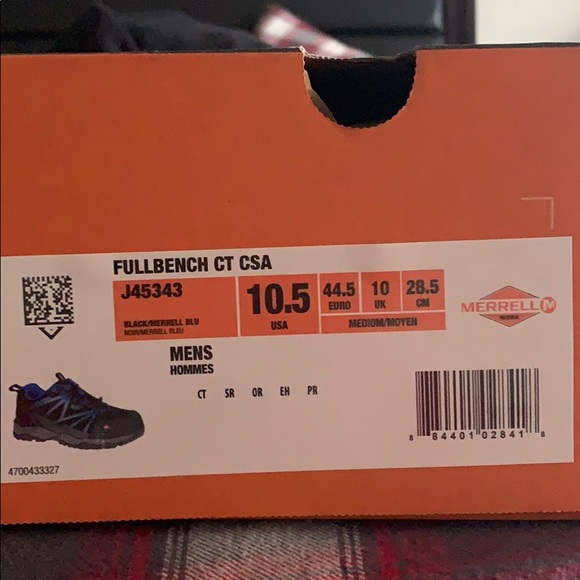 FULLBENCH CT CSA
J45343
BLACK/MERRELL BLU
NOIR/MERRELL BLEU
10.5
USA
44.5
EURO
10
UK
28.5
CM
MEDIUM/MOYEN
MERRELL M
MENS
HOMMES
CT SR OR EH PR
4700433327
8 84401 02841 8